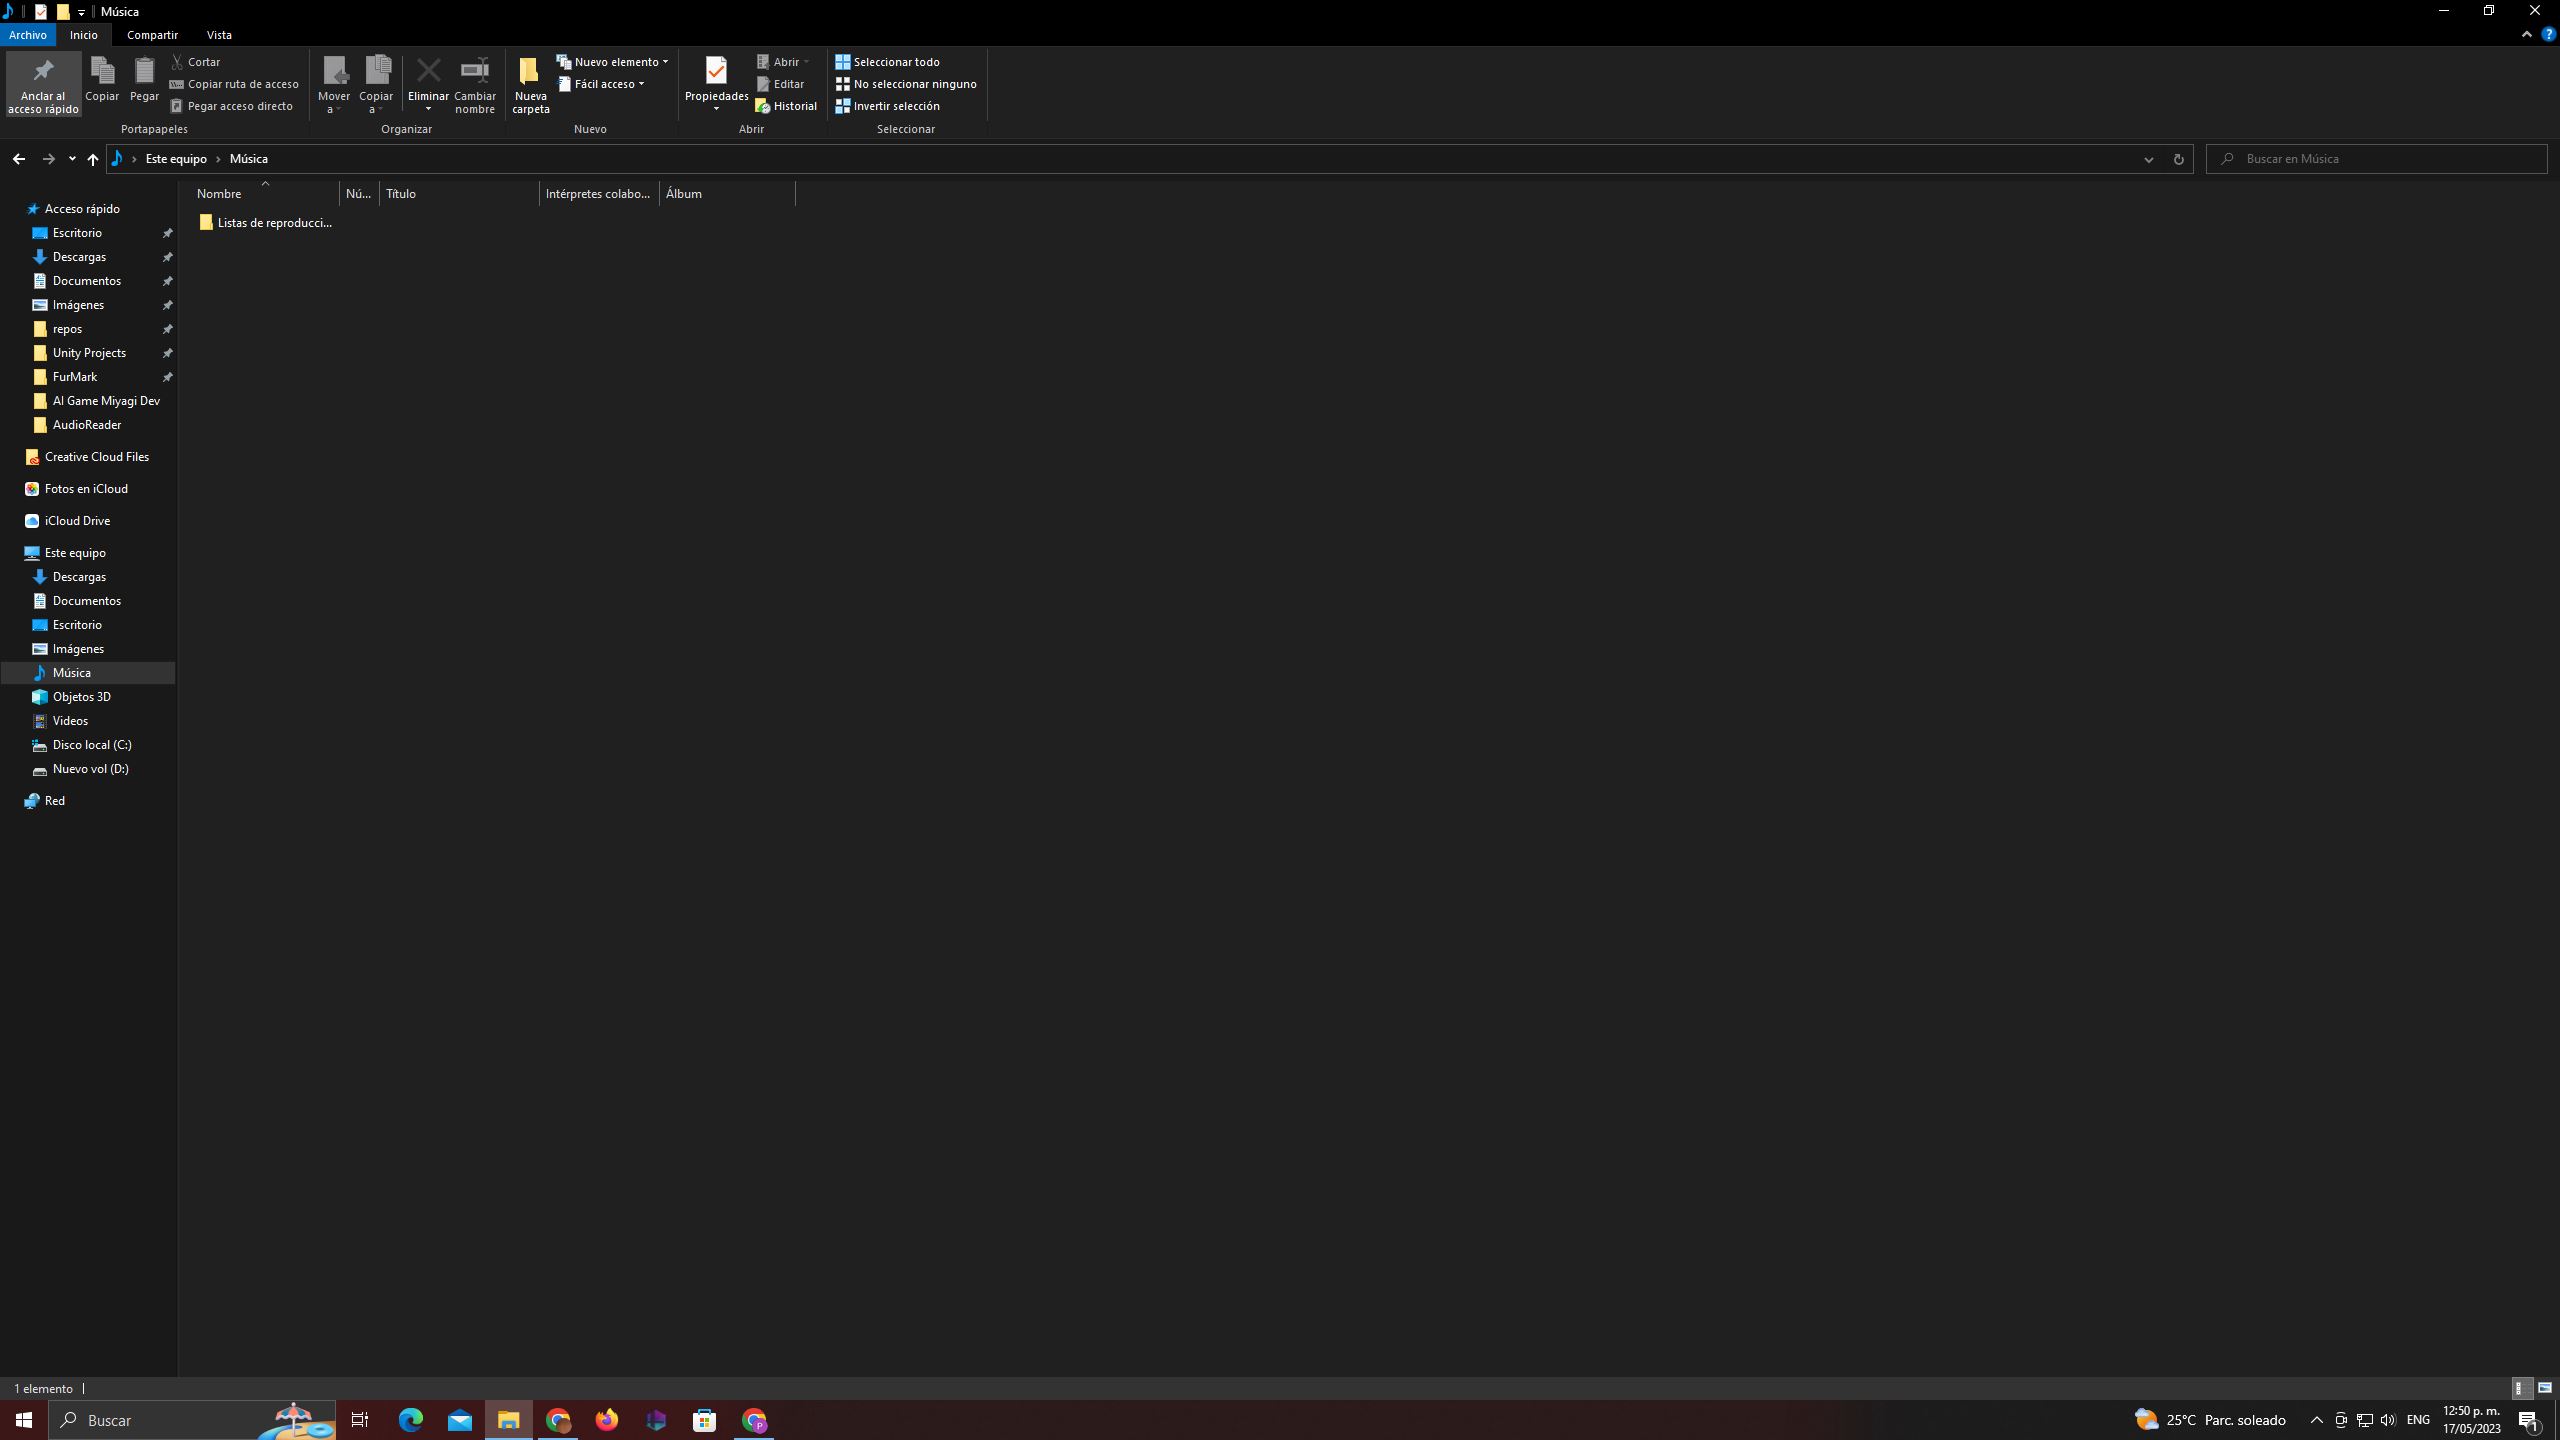 Música
Archivo Inicio Compartir Vista
Anclar al
acceso rápido
Copiar
Pegar
Cortar
Copiar ruta de acceso
Pegar acceso directo
Portapapeles
Mover
a
Copiar
a
Eliminar
Cambiar
nombre
Organizar
Nueva
carpeta
Nuevo elemento
Fácil acceso
Nuevo
Propiedades
Abrir
Editar
Historial
Abrir
Seleccionar todo
No seleccionar ninguno
Invertir selección
Seleccionar
Este equipo > Música
Buscar en Música
Nombre Nú... Título Intérpretes colabo... Álbum
Listas de reproducci...
Acceso rápido
Escritorio
Descargas
Documentos
Imágenes
repos
Unity Projects
FurMark
AI Game Miyagi Dev
AudioReader
Creative Cloud Files
Fotos en iCloud
iCloud Drive
Este equipo
Descargas
Documentos
Escritorio
Imágenes
Música
Objetos 3D
Videos
Disco local (C:)
Nuevo vol (D:)
Red
1 elemento
Buscar
25°C Parc. soleado
ENG
12:50 p. m.
17/05/2023
1